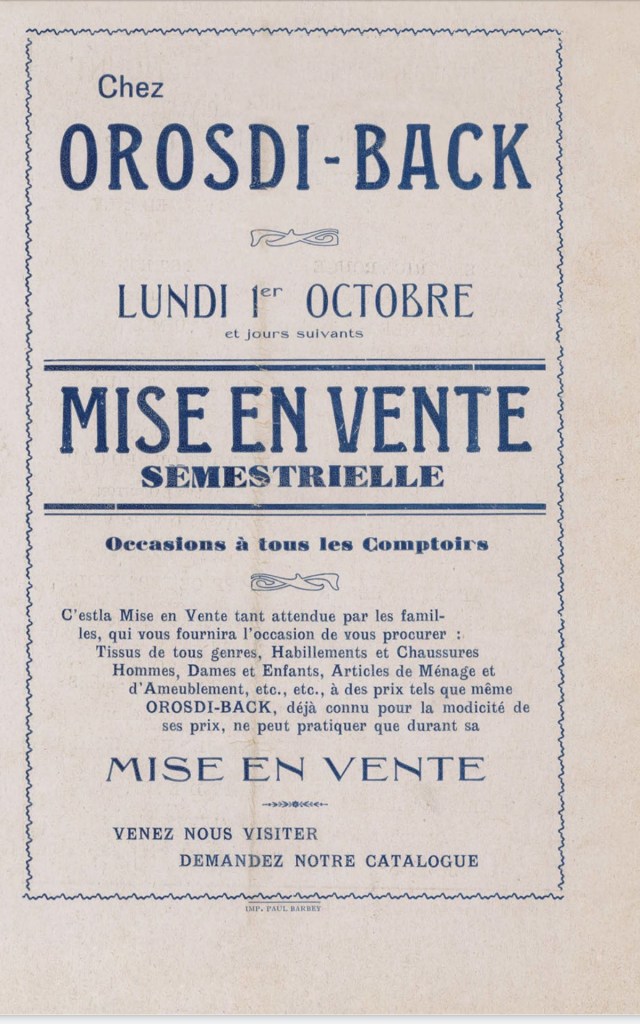 Chez
OROSDI-BACK
LUNDI 1er OCTOBRE
et jours suivants
MISE EN VENTE
SEMESTRIELLE
Occasions à tous les Comptoirs
C'estla Mise en Vente tant attendue par les famil-
les, qui vous fournira l'occasion de vous procurer :
Tissus de tous genres, Habillements et Chaussures
Hommes, Dames et Enfants, Articles de Ménage et
d'Ameublement, etc., etc., à des prix tels que même
OROSDI-BACK, déjà connu pour la modicité de
ses prix, ne peut pratiquer que durant sa
MISE EN VENTE
VENEZ NOUS VISITER
DEMANDEZ NOTRE CATALOGUE
IMP. PAUL BARBEY